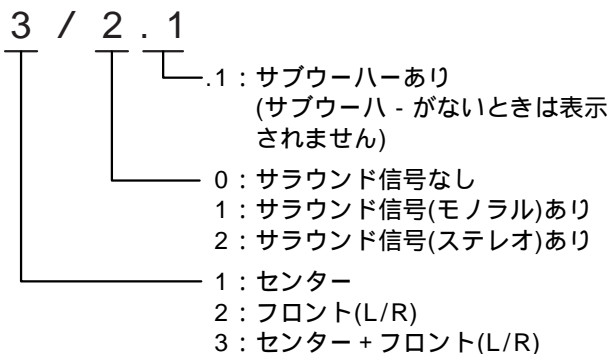 3 / 2 . 1
.1：サブウーハーあり
(サブウーハ - がないときは表示
されません)
0：サラウンド信号なし
1：サラウンド信号(モノラル)あり
2：サラウンド信号(ステレオ)あり
1：センター
2：フロント(L/R)
3：センター + フロント(L/R)